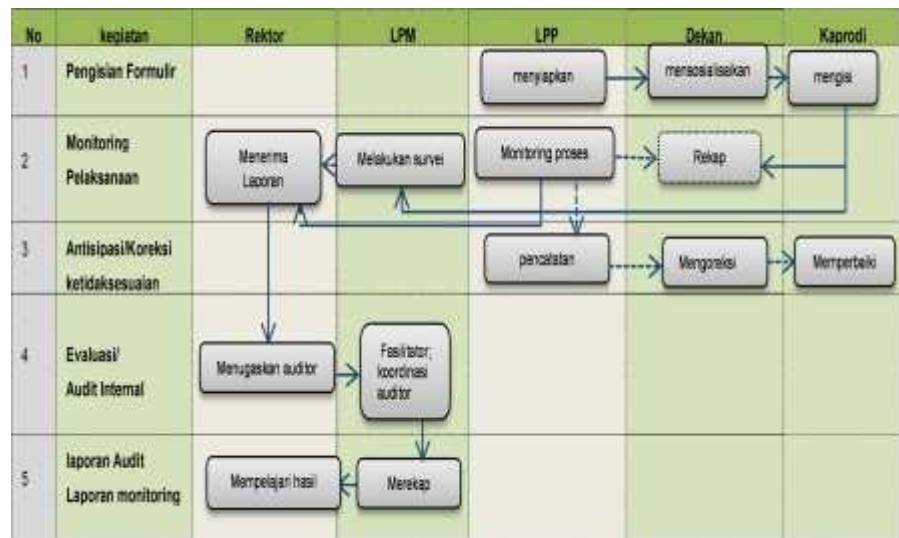 No kegiatan Rektor LPM LPP Dekan Kaprodi
1 Pengisian Formulir menyiapkan mensosialisaikan mengisi
2 Monitoring
Pelaksanaan
Menerima
Laporan
Melakukan survei
Monitoring proses
Rekap
3 Antisipasi/Koreksi
ketidaksesuaian
pencatatan
Mengoreksi
Memperbaiki
4 Evaluasi/
Audit Internal
Menugaskan auditor
Fasilitator;
koordinasi
auditor
5 laporan Audit
Laporan monitoring
Mempelajari hasil
Merekap